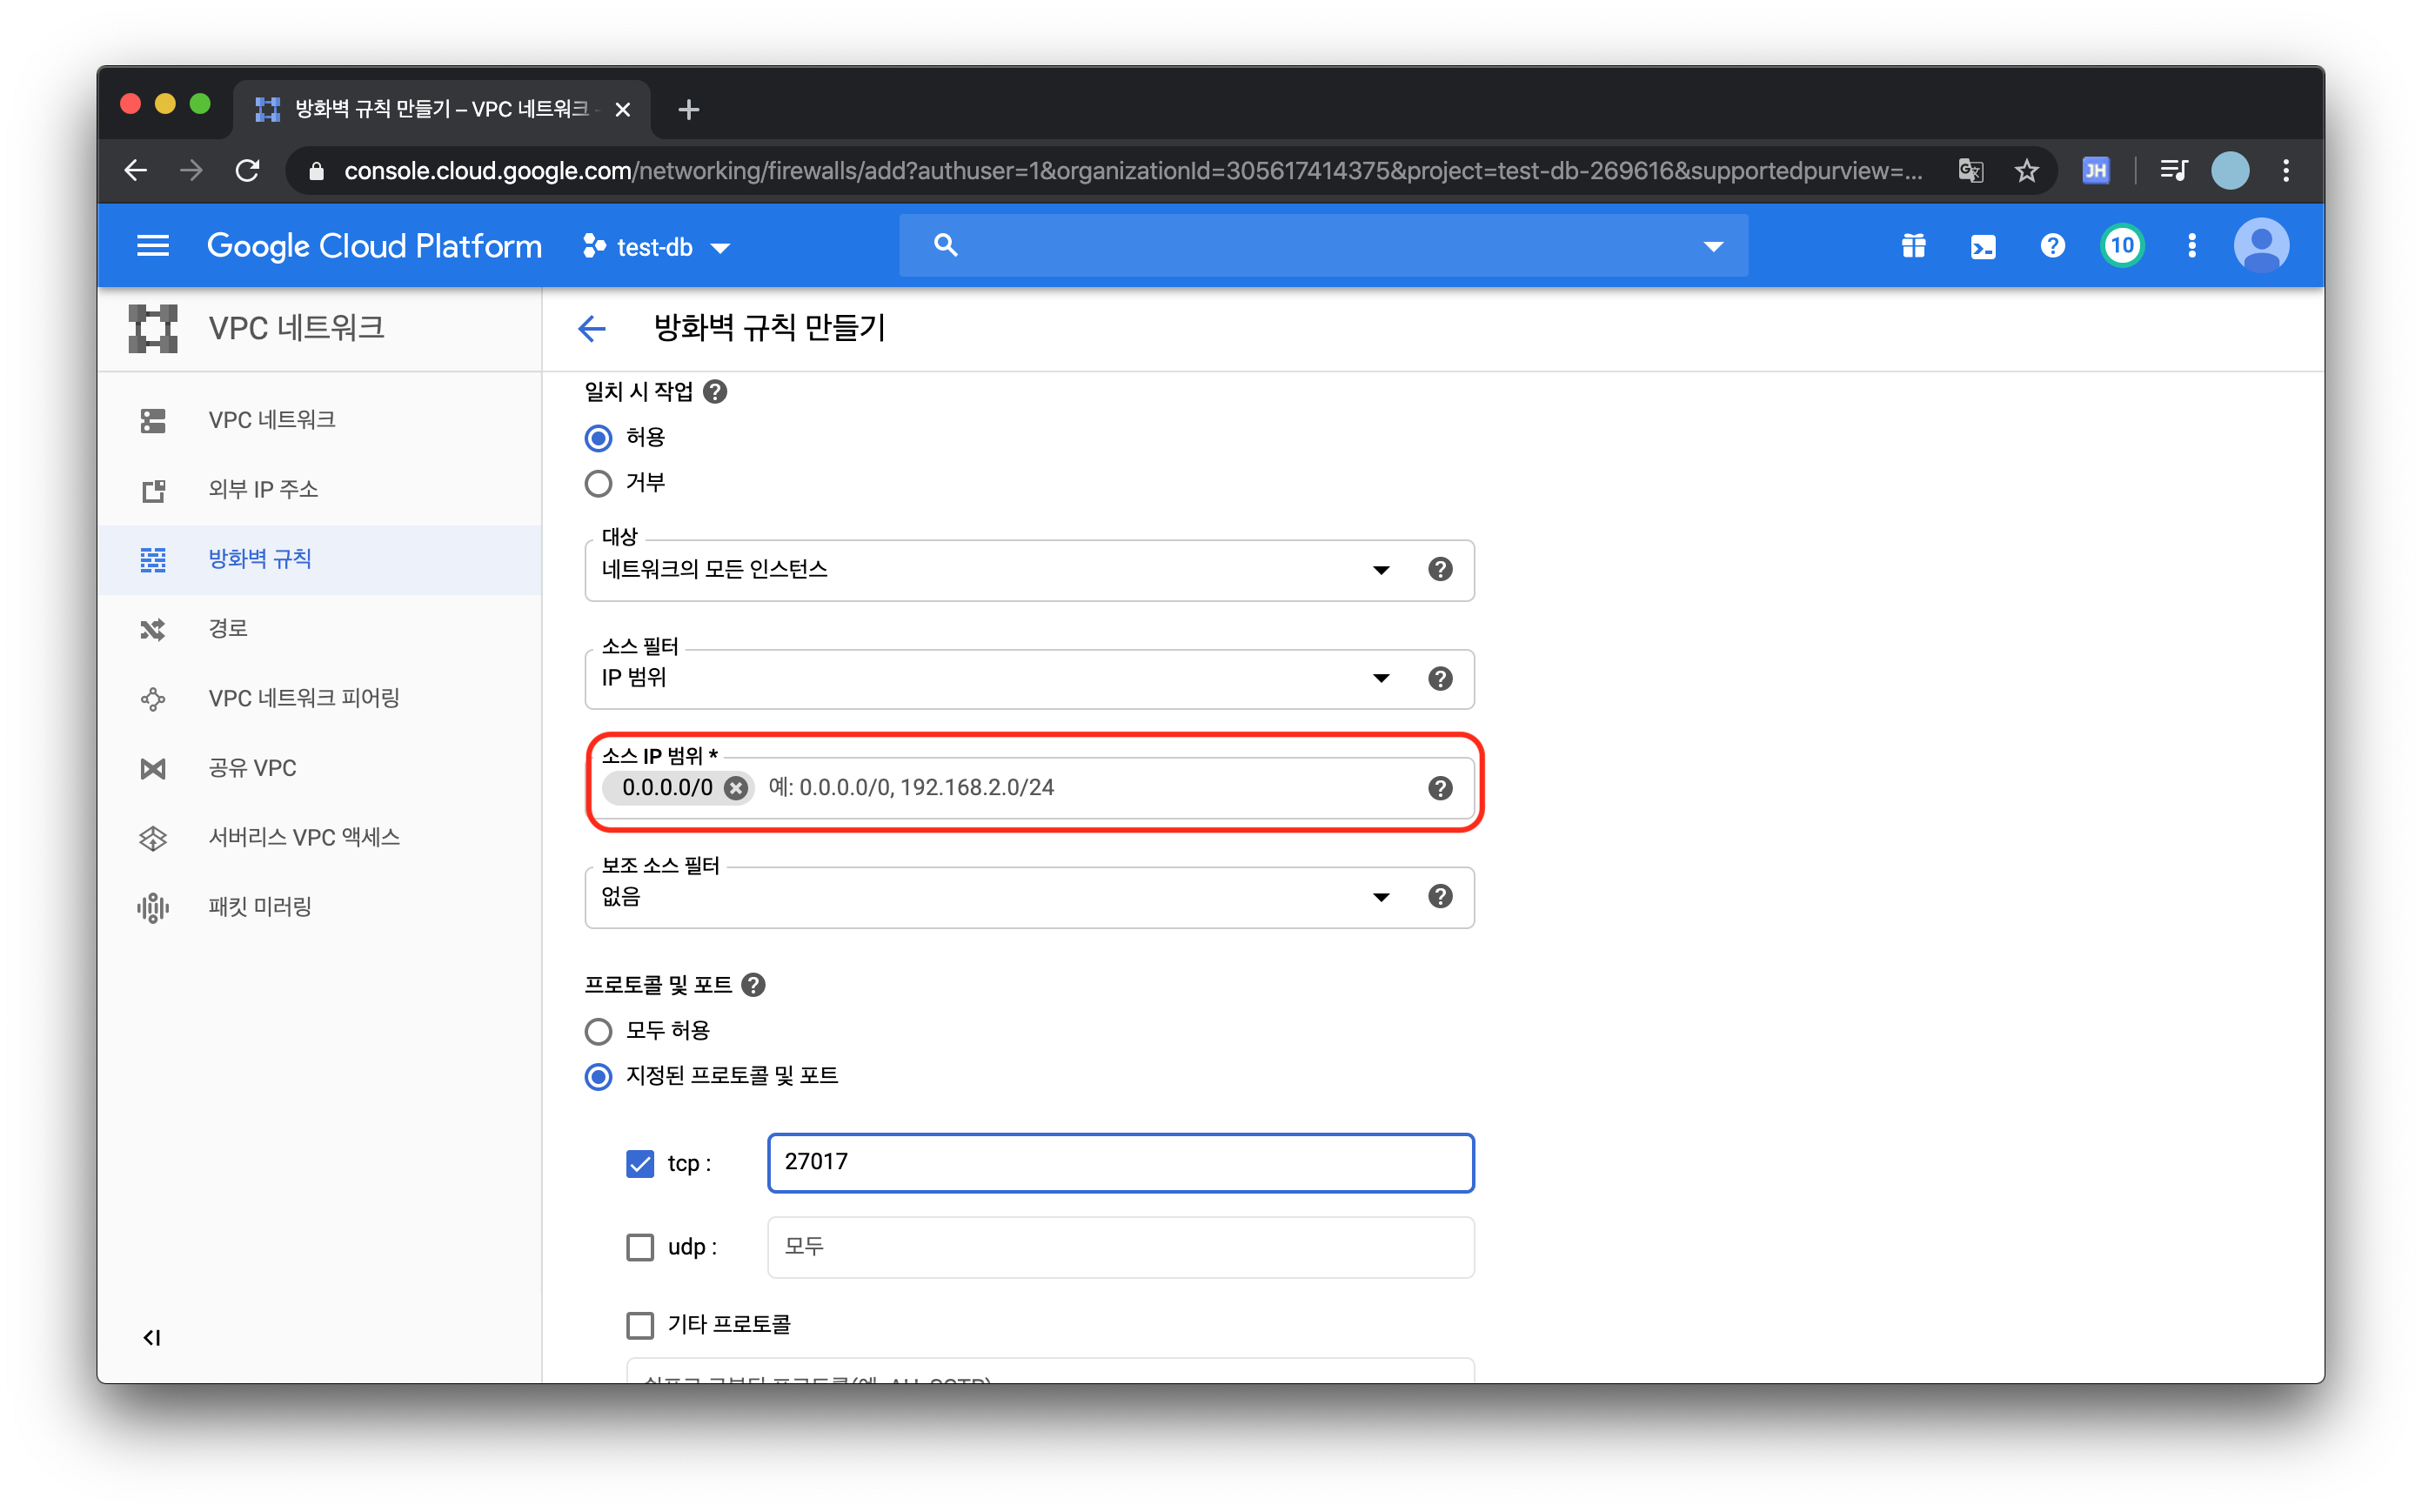 방화벽 규칙 만들기 – VPC 네트워크 -
console.cloud.google.com/networking/firewalls/add?authuser=1&organizationId=305617414375&project=test-db-269616&supportedpurview=...
JH
Google Cloud Platform
test-db
10
VPC 네트워크
방화벽 규칙 만들기
VPC 네트워크
외부 IP 주소
방화벽 규칙
경로
VPC 네트워크 피어링
공유 VPC
서버리스 VPC 액세스
패킷 미러링
일치 시 작업
허용
거부
대상
네트워크의 모든 인스턴스
소스 필터
IP 범위
소스 IP 범위 *
0.0.0.0/0 예: 0.0.0.0/0, 192.168.2.0/24
보조 소스 필터
없음
프로토콜 및 포트
모두 허용
지정된 프로토콜 및 포트
tcp : 27017
udp : 모두
기타 프로토콜